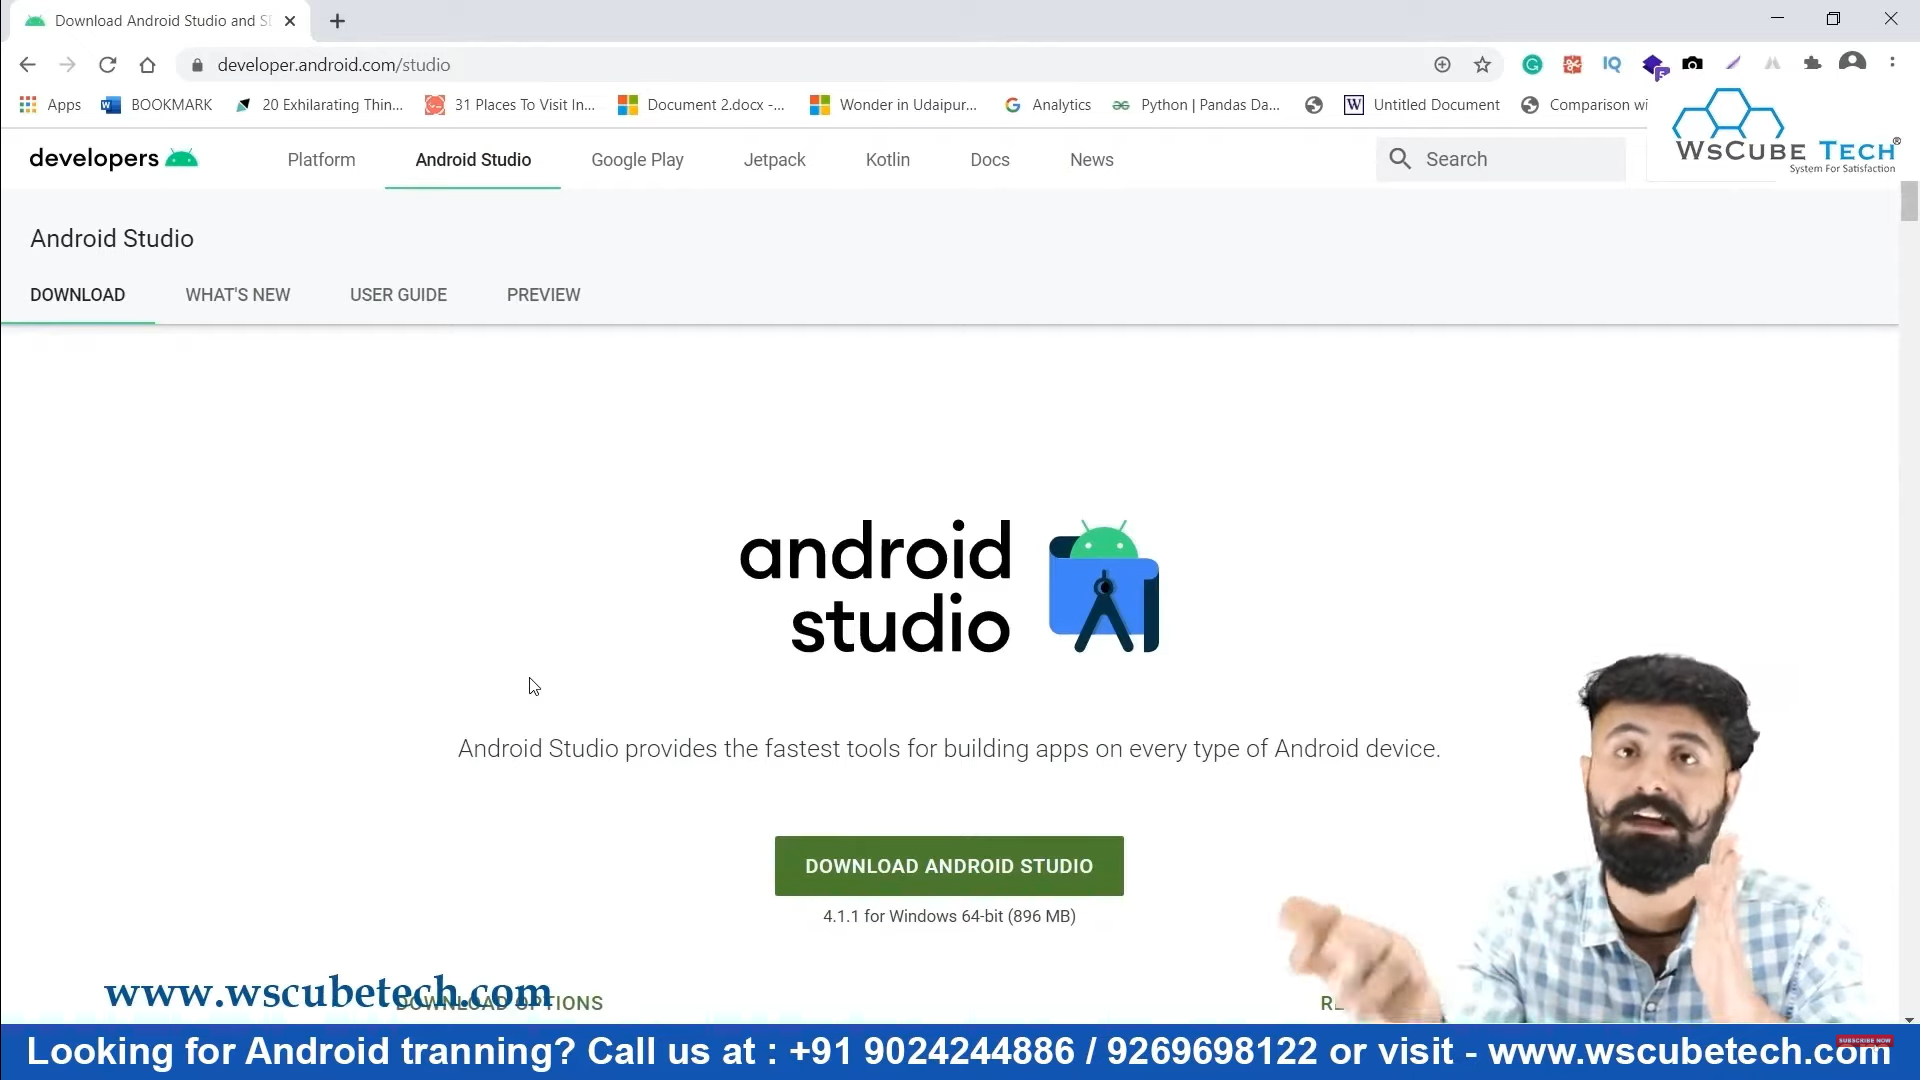 Download Android Studio and S
developer.android.com/studio
Apps BOOKMARK 20 Exhilarating Thin... 31 Places To Visit In... Document 2.docx -... Wonder in Udaipur... Analytics Python | Pandas Da... Untitled Document Comparison wi
WsCube Tech®
System For Satisfaction
developers Platform Android Studio Google Play Jetpack Kotlin Docs News Search
Android Studio
DOWNLOAD WHAT'S NEW USER GUIDE PREVIEW
android
studio
Android Studio provides the fastest tools for building apps on every type of Android device.
DOWNLOAD ANDROID STUDIO
4.1.1 for Windows 64-bit (896 MB)
www.wscubetech.com
DOWNLOAD OPTIONS
Looking for Android tranning? Call us at : +91 9024244886 / 9269698122 or visit - www.wscubetech.com
SUBSCRIBE NOW